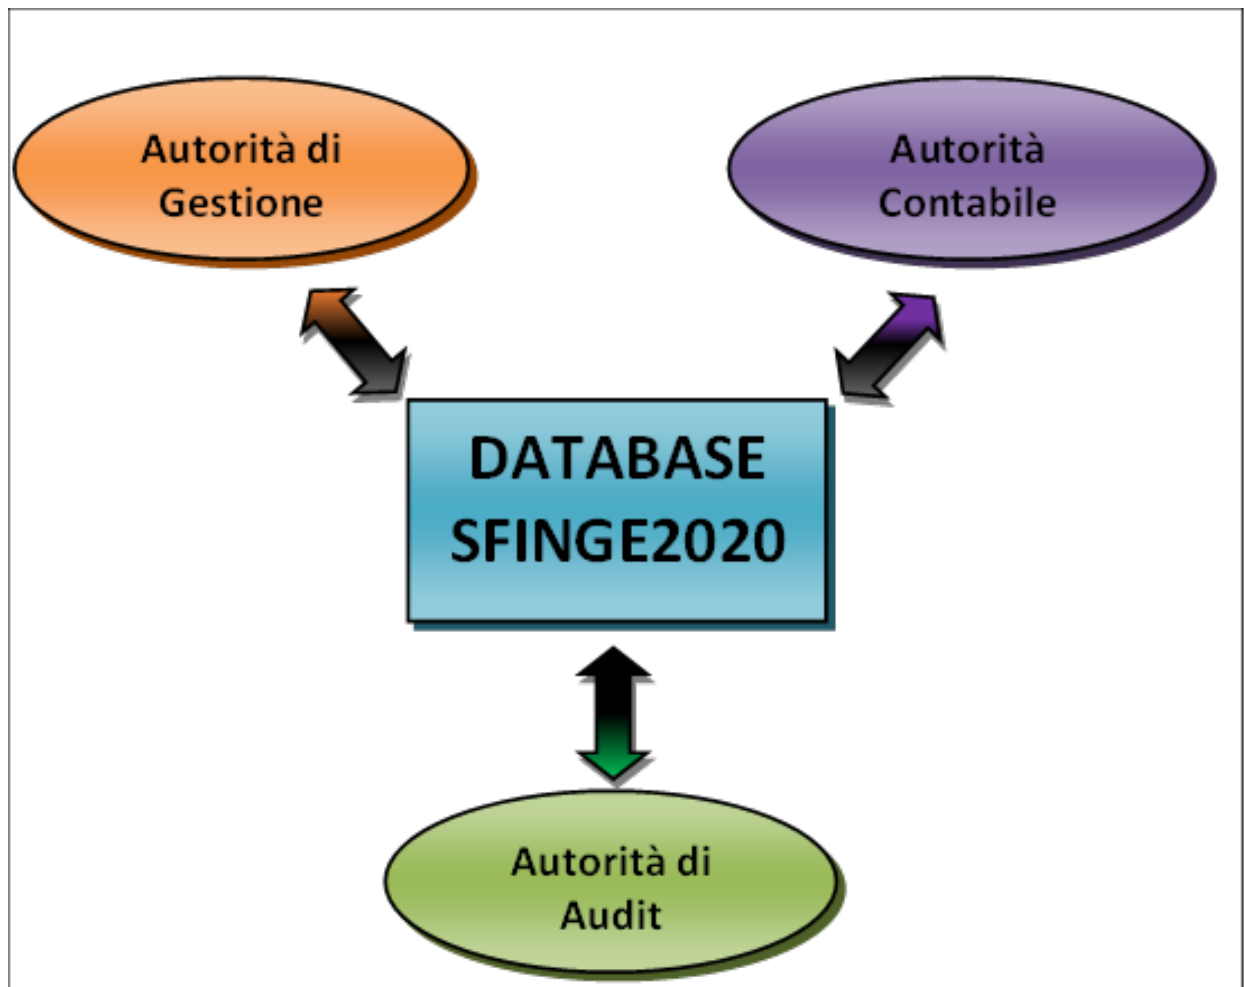 Autorità di
Gestione
Autorità
Contabile
DATABASE
SFINGE2020
Autorità di
Audit